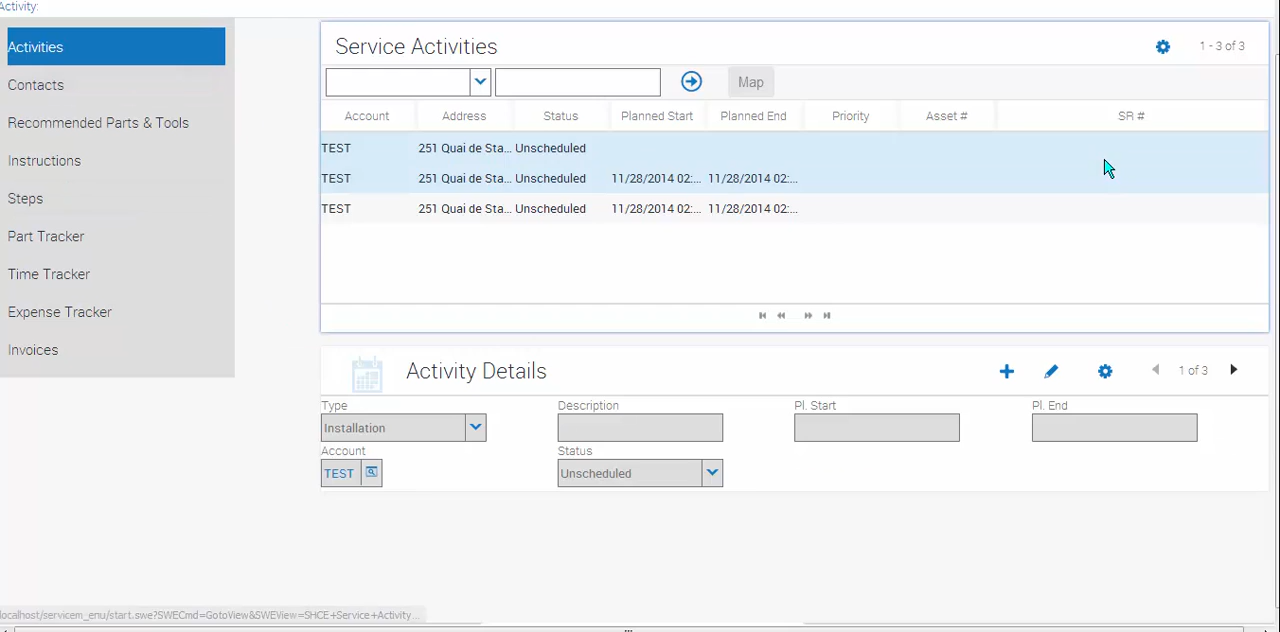 Activity:
Activities
Contacts
Recommended Parts & Tools
Instructions
Steps
Part Tracker
Time Tracker
Expense Tracker
Invoices
Service Activities
1 - 3 of 3
Map
Account Address Status Planned Start Planned End Priority Asset # SR #
TEST 251 Quai de Sta... Unscheduled
TEST 251 Quai de Sta... Unscheduled 11/28/2014 02:... 11/28/2014 02:...
TEST 251 Quai de Sta... Unscheduled 11/28/2014 02:... 11/28/2014 02:...
Activity Details
1 of 3
Type Description Pl. Start Pl. End
Installation
Account Status
TEST Unscheduled
localhost/servicem_enu/start.swe?SWECmd=GotoView&SWEView=SHCE+Service+Activity...